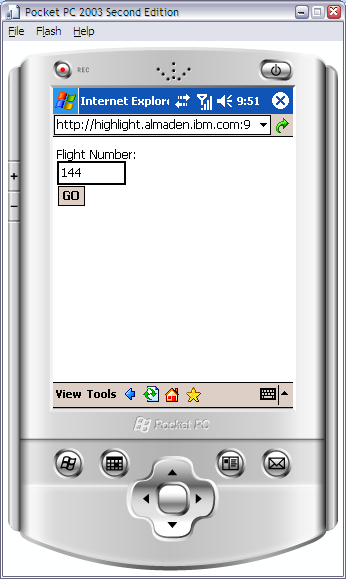 Pocket PC 2003 Second Edition
File Flash Help
REC
Internet Explore 9:51
http://highlight.almaden.ibm.com:9
Flight Number:
144
GO
View Tools
Pocket PC